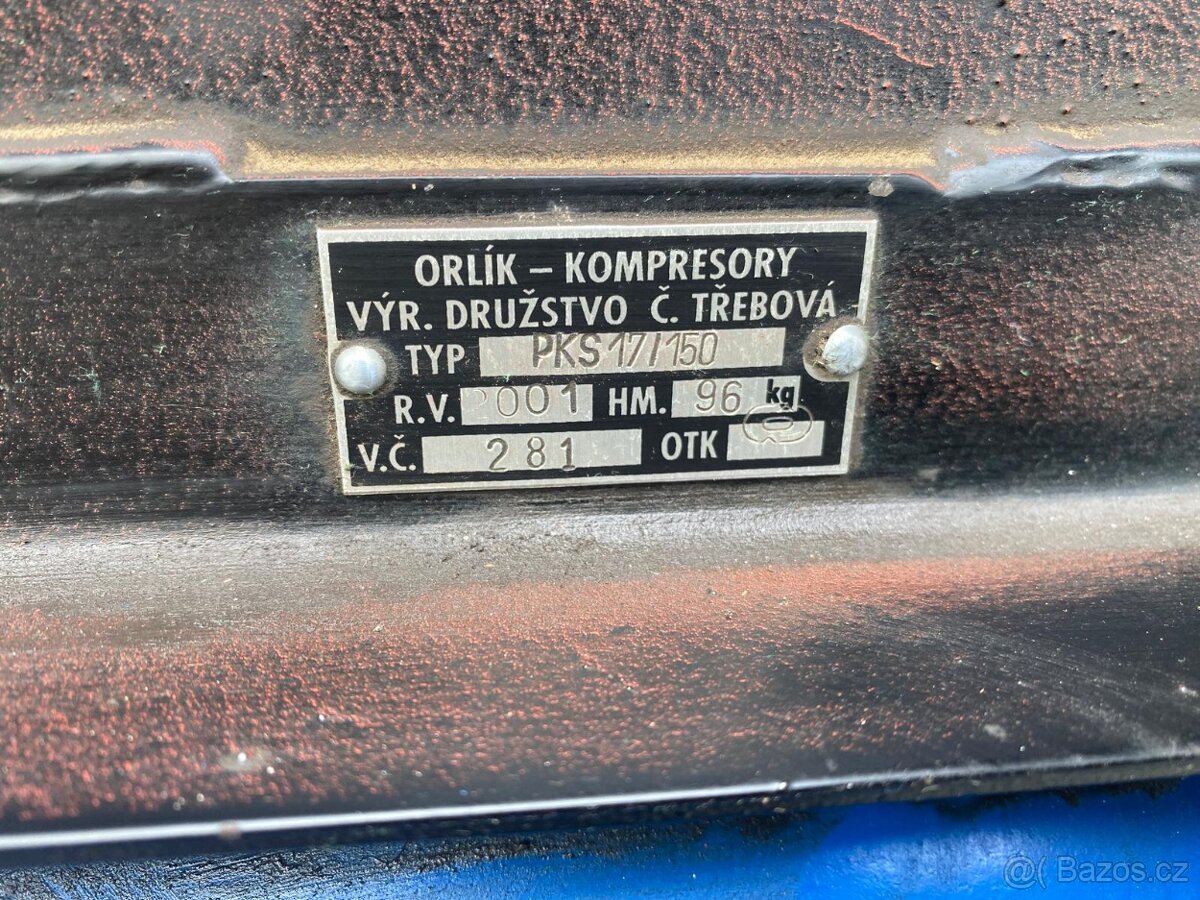 ORLÍK – KOMPRESORY
VÝR. DRUŽSTVO Č. TŘEBOVÁ
TYP PKS 17/150
R.V. 2001 HM. 96 kg
V.Č. 281 OTK
@ Bazos.cz